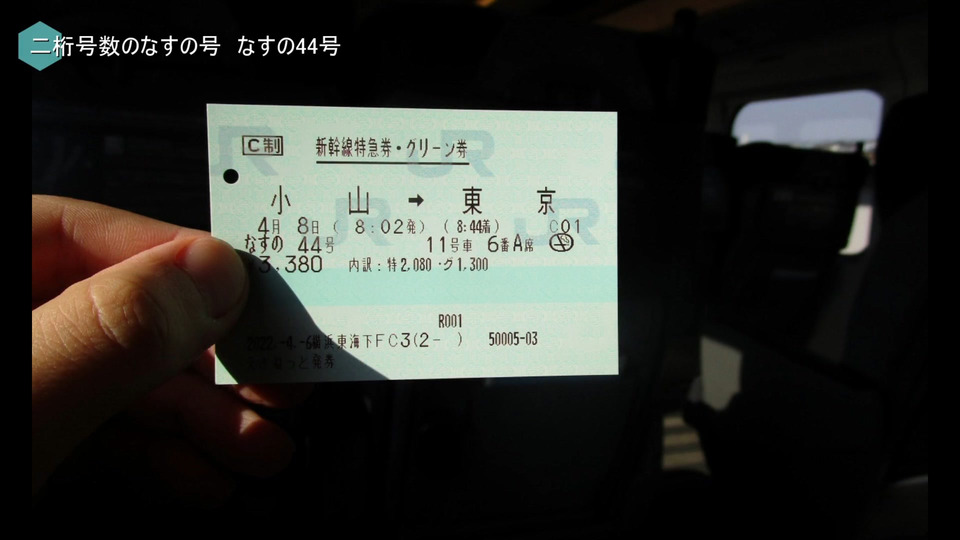 二桁号数のなすの号 なすの44号
C制 新幹線特急券・グリーン券
小 山 ➡ 東 京
4月 8日 ( 8:02発) ( 8:44着) C01
なすの 44号 11号車 6番A席
3,380 内訳:特2,080・グ1,300
R001
2022.-4.-6 横浜東海下FC3(2- ) 50005-03